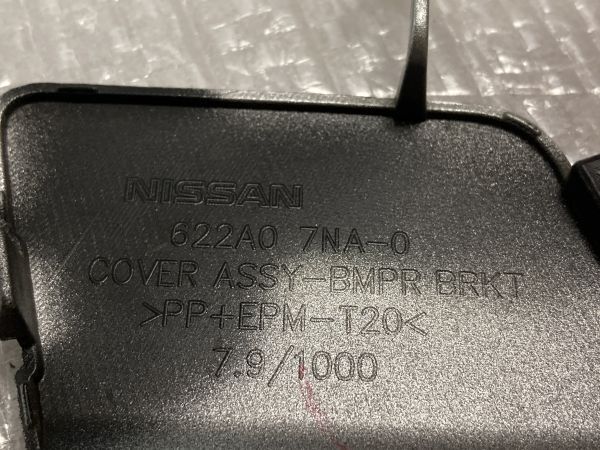 NISSAN
622A0 7NA-0
COVER ASSY-BMPR BRKT
>PP+EPM-T20<
7.9/1000